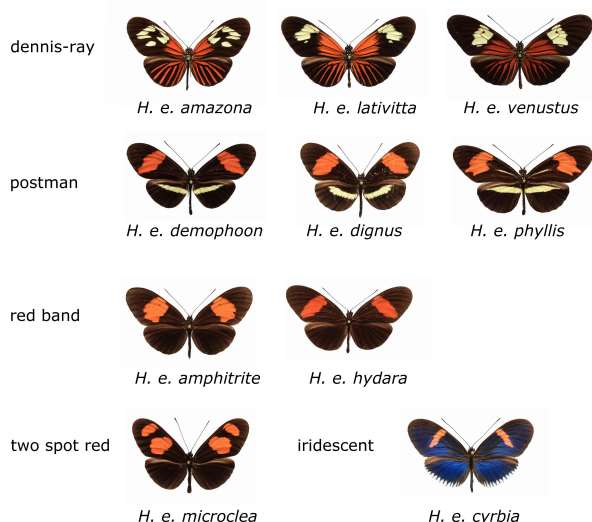 dennis-ray
H. e. amazona H. e. lativitta H. e. venustus
postman
H. e. demophoon H. e. dignus H. e. phyllis
red band
H. e. amphitrite H. e. hydara
two spot red iridescent
H. e. microclea H. e. cyrbia